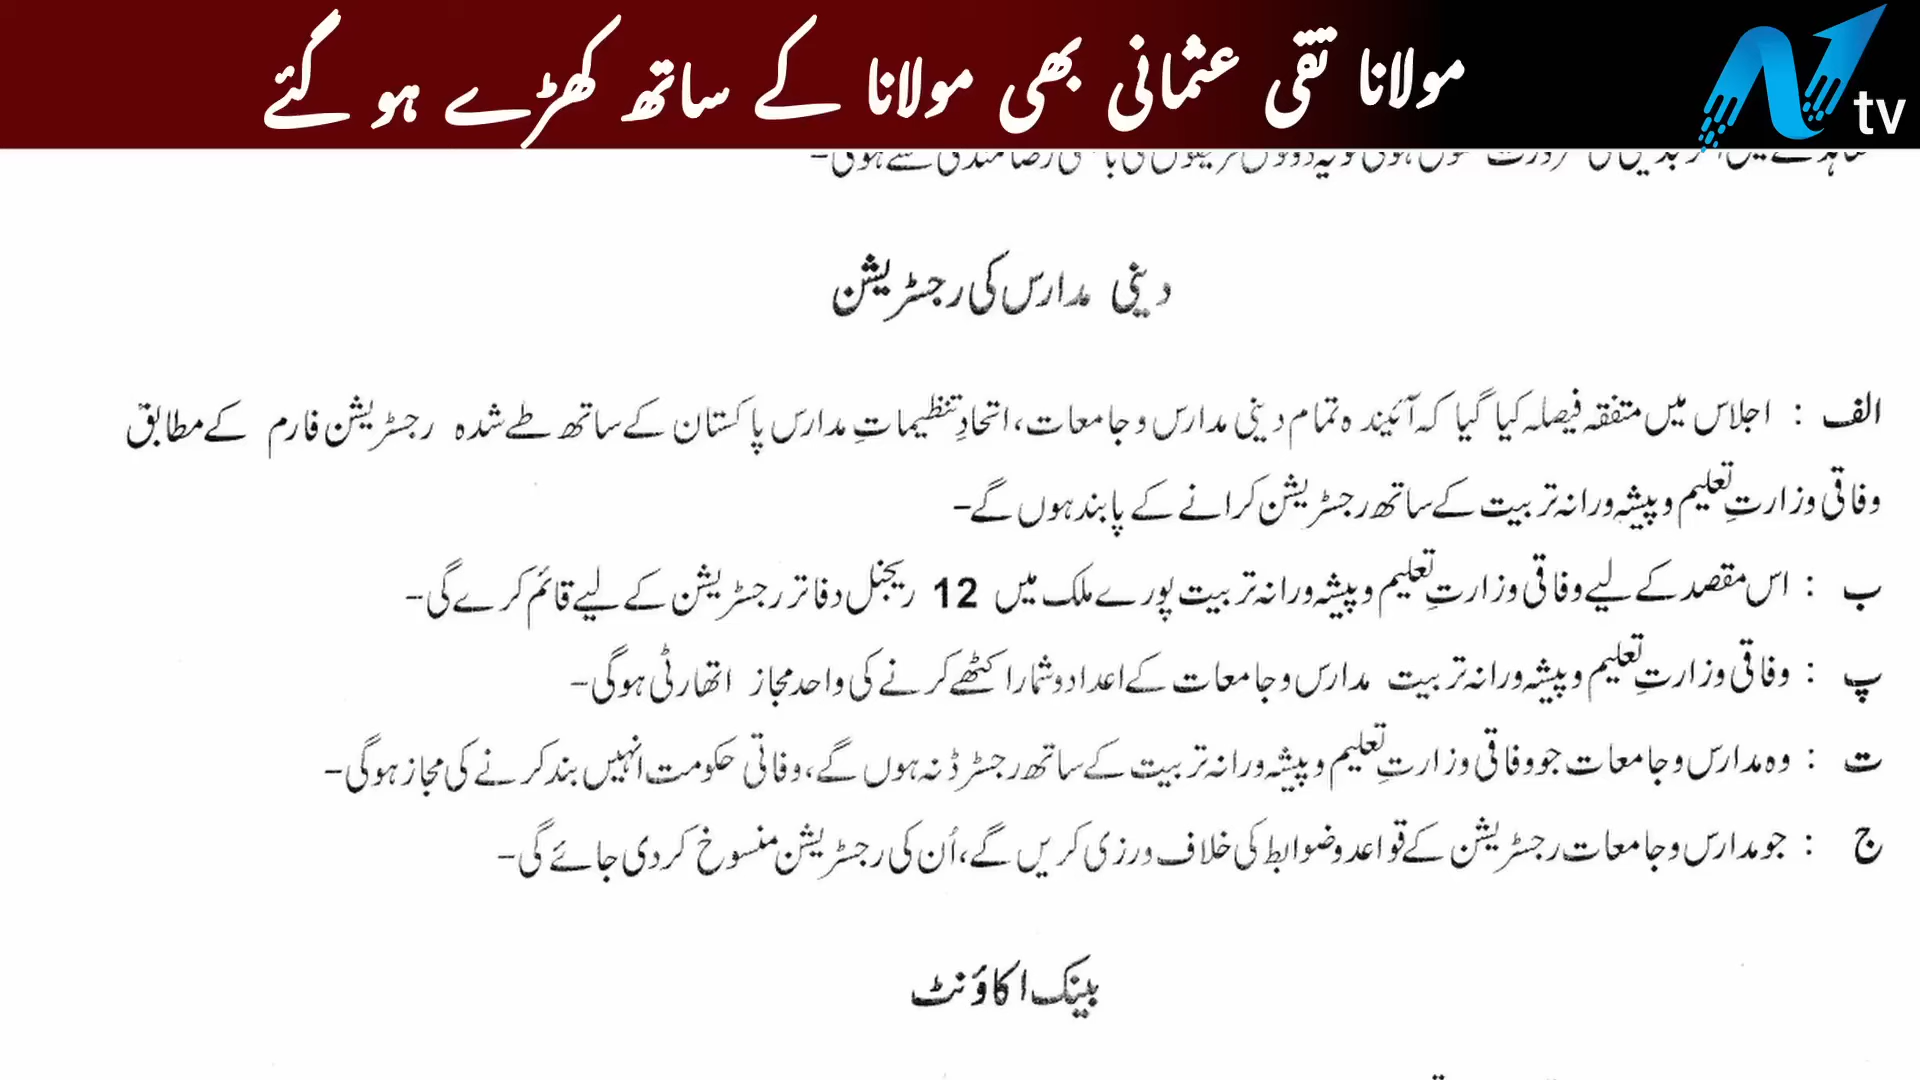 مولانا تقی عثمانی بھی مولانا کے ساتھ کھڑے ہو گئے
tv
دینی مدارس کی رجسٹریشن
الف : اجلاس میں متفقہ فیصلہ کیا گیا کہ آئیندہ تمام دینی مدارس و جامعات، اتحادِ تنظیماتِ مدارس پاکستان کے ساتھ طے شدہ رجسٹریشن فارم کے مطابق
وفاقی وزارتِ تعلیم و پیشہ ورانہ تربیت کے ساتھ رجسٹریشن کرانے کے پابند ہوں گے-
ب : اس مقصد کے لیے وفاقی وزارتِ تعلیم و پیشہ ورانہ تربیت پورے ملک میں 12 ریجنل دفاتر رجسٹریشن کے لیے قائم کرے گی-
پ : وفاقی وزارتِ تعلیم و پیشہ ورانہ تربیت مدارس و جامعات کے اعداد و شمار اکٹھے کرنے کی واحد مجاز اتھارٹی ہوگی-
ت : وہ مدارس و جامعات جو وفاقی وزارتِ تعلیم و پیشہ ورانہ تربیت کے ساتھ رجسٹرڈ نہ ہوں گے، وفاقی حکومت انہیں بند کرنے کی مجاز ہوگی-
ج : جو مدارس و جامعات رجسٹریشن کے قواعد و ضوابط کی خلاف ورزی کریں گے، اُن کی رجسٹریشن منسوخ کر دی جائے گی-
بینک اکاؤنٹ